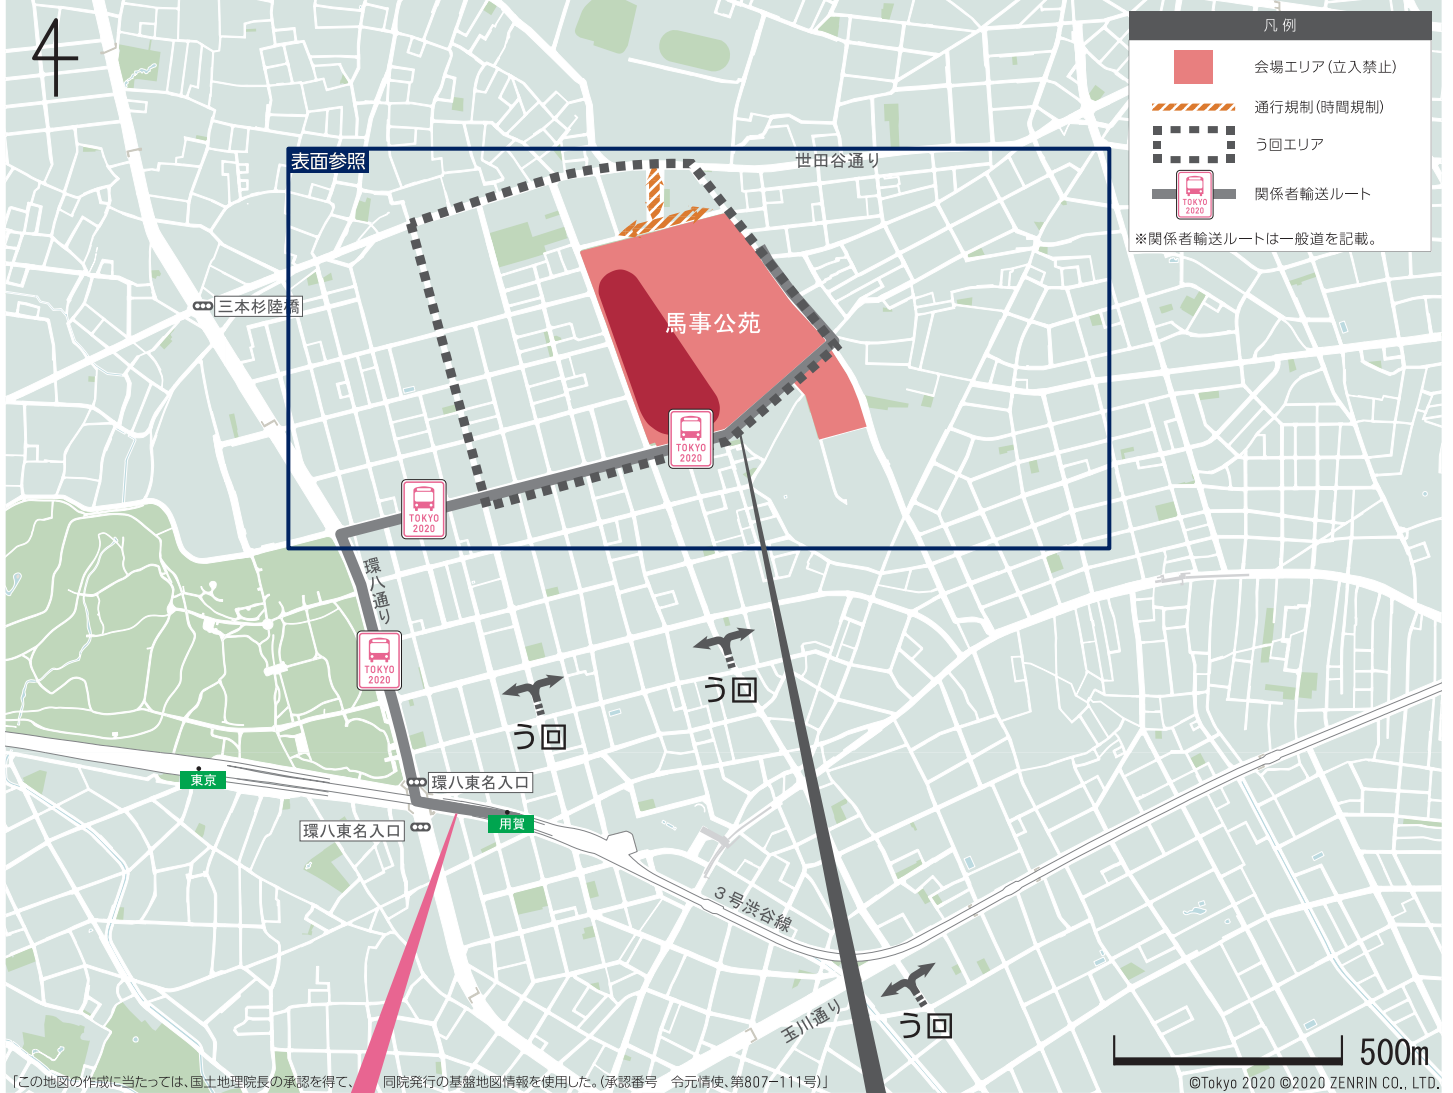 4
凡例
会場エリア（立入禁止）
通行規制（時間規制）
う回エリア
TOKYO
2020
関係者輸送ルート
※関係者輸送ルートは一般道を記載。
表面参照
世田谷通り
三本杉陸橋
馬事公苑
TOKYO
2020
TOKYO
2020
環八通り
TOKYO
2020
う回
う回
東京
環八東名入口
用賀
環八東名入口
3号渋谷線
玉川通り
う回
500m
「この地図の作成に当たっては、国土地理院長の承認を得て、 同院発行の基盤地図情報を使用した。（承認番号 令元情使、第807-111号）」
©Tokyo 2020 ©2020 ZENRIN CO., LTD.